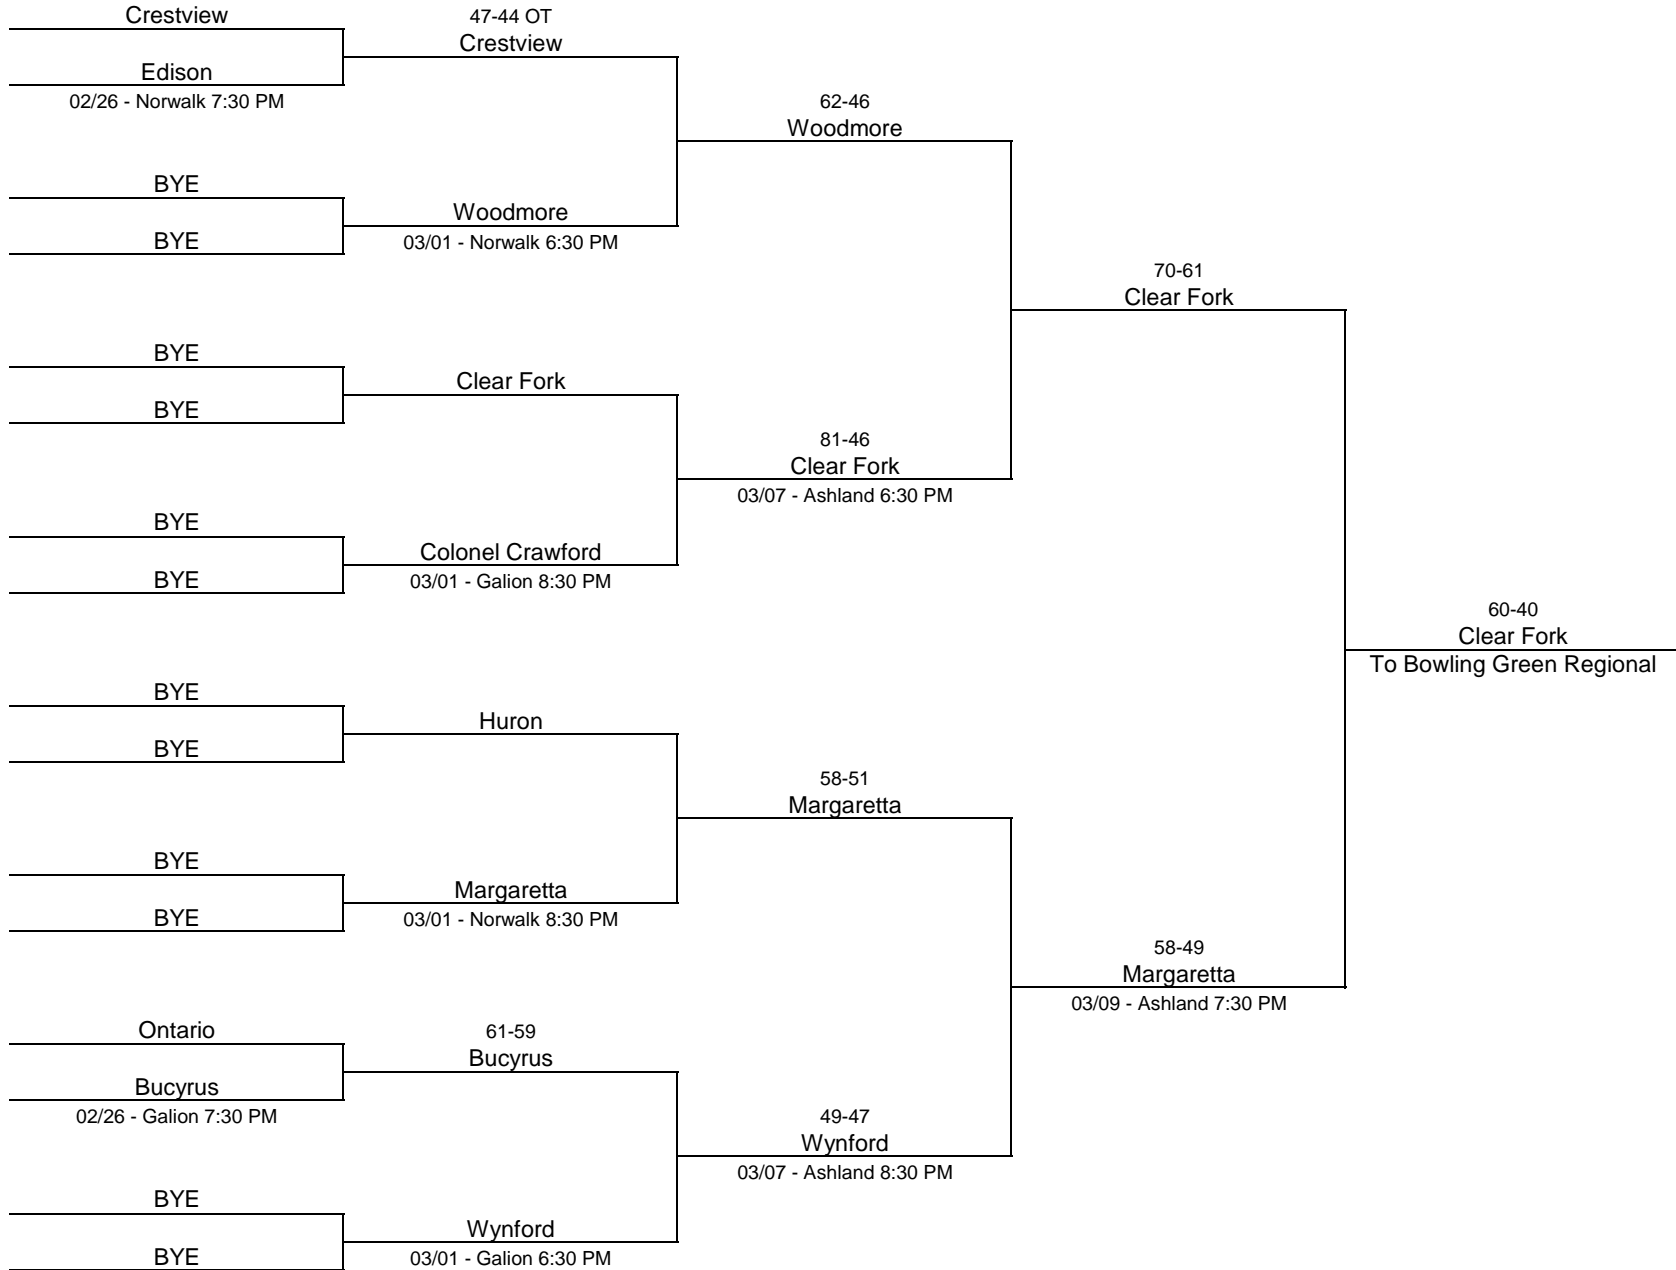 Crestview
47-44 OT
Crestview
Edison
02/26 - Norwalk 7:30 PM
62-46
Woodmore
BYE
Woodmore
BYE
03/01 - Norwalk 6:30 PM
70-61
Clear Fork
BYE
Clear Fork
BYE
81-46
Clear Fork
03/07 - Ashland 6:30 PM
BYE
Colonel Crawford
BYE
03/01 - Galion 8:30 PM
60-40
Clear Fork
To Bowling Green Regional
BYE
Huron
BYE
58-51
Margaretta
BYE
Margaretta
BYE
03/01 - Norwalk 8:30 PM
58-49
Margaretta
03/09 - Ashland 7:30 PM
Ontario
61-59
Bucyrus
Bucyrus
02/26 - Galion 7:30 PM
49-47
Wynford
03/07 - Ashland 8:30 PM
BYE
Wynford
BYE
03/01 - Galion 6:30 PM